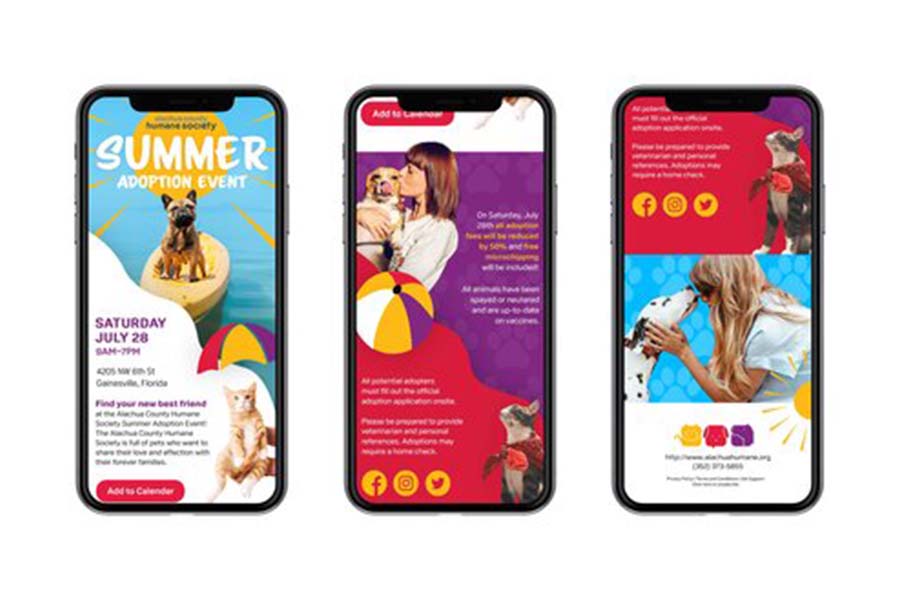 alachua county
humane society
SUMMER
ADOPTION EVENT
SATURDAY
JULY 28
9AM-7PM
4205 NW 6th St
Gainesville, Florida
Find your new best friend
at the Alachua County Humane
Society Summer Adoption Event!
The Alachua County Humane
Society is full of pets who want to
share their love and affection with
their forever families.
Add to Calendar
Add to Calendar
On Saturday, July
28th all adoption
fees will be reduced
by 50% and free
microchipping
will be included!
All animals have been
spayed or neutered
and are up-to-date
on vaccines.
All potential adopters
must fill out the official
adoption application onsite.
Please be prepared to provide
veterinarian and personal
references. Adoptions may
require a home check.
All potential
must fill out the official
adoption application onsite.
Please be prepared to provide
veterinarian and personal
references. Adoptions may
require a home check.
http://www.alachuahumane.org
(352) 373-5855
Privacy Policy | Terms and Conditions |